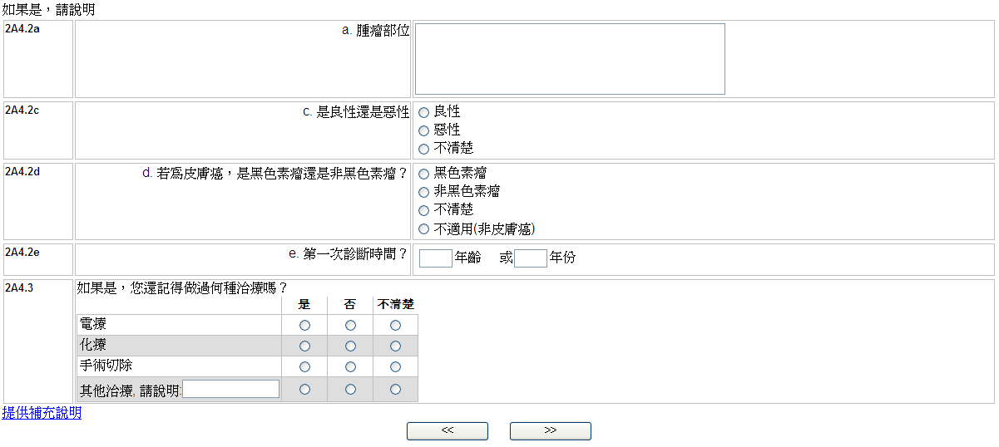 如果是，請說明
2A4.2a a. 腫瘤部位
2A4.2c c. 是良性還是惡性
良性
惡性
不清楚
2A4.2d d. 若為皮膚癌，是黑色素瘤還是非黑色素瘤？
黑色素瘤
非黑色素瘤
不清楚
不適用(非皮膚癌)
2A4.2e e. 第一次診斷時間？ 年齡 或 年份
2A4.3 如果是，您還記得做過何種治療嗎？
是 否 不清楚
電療
化療
手術切除
其他治療, 請說明:
提供補充說明
<< >>